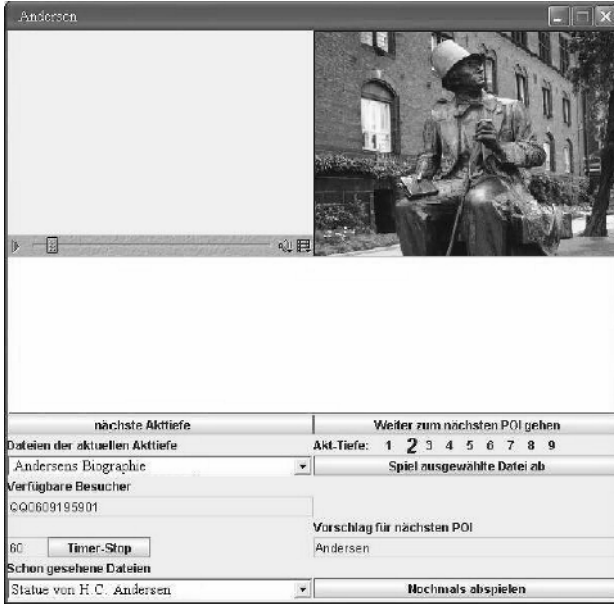 Andersen
nächste Akttiefe
Weiter zum nächsten POI gehen
Dateien der aktuellen Akttiefe
Akt-Tiefe: 1 2 3 4 5 6 7 8 9
Andersens Biographie
Spiel ausgewählte Datei ab
Verfügbare Besucher
QQ0609195901
Vorschlag für nächsten POI
60 Timer-Stop
Andersen
Schon gesehene Dateien
Statue von H.C. Andersen
Nochmals abspielen